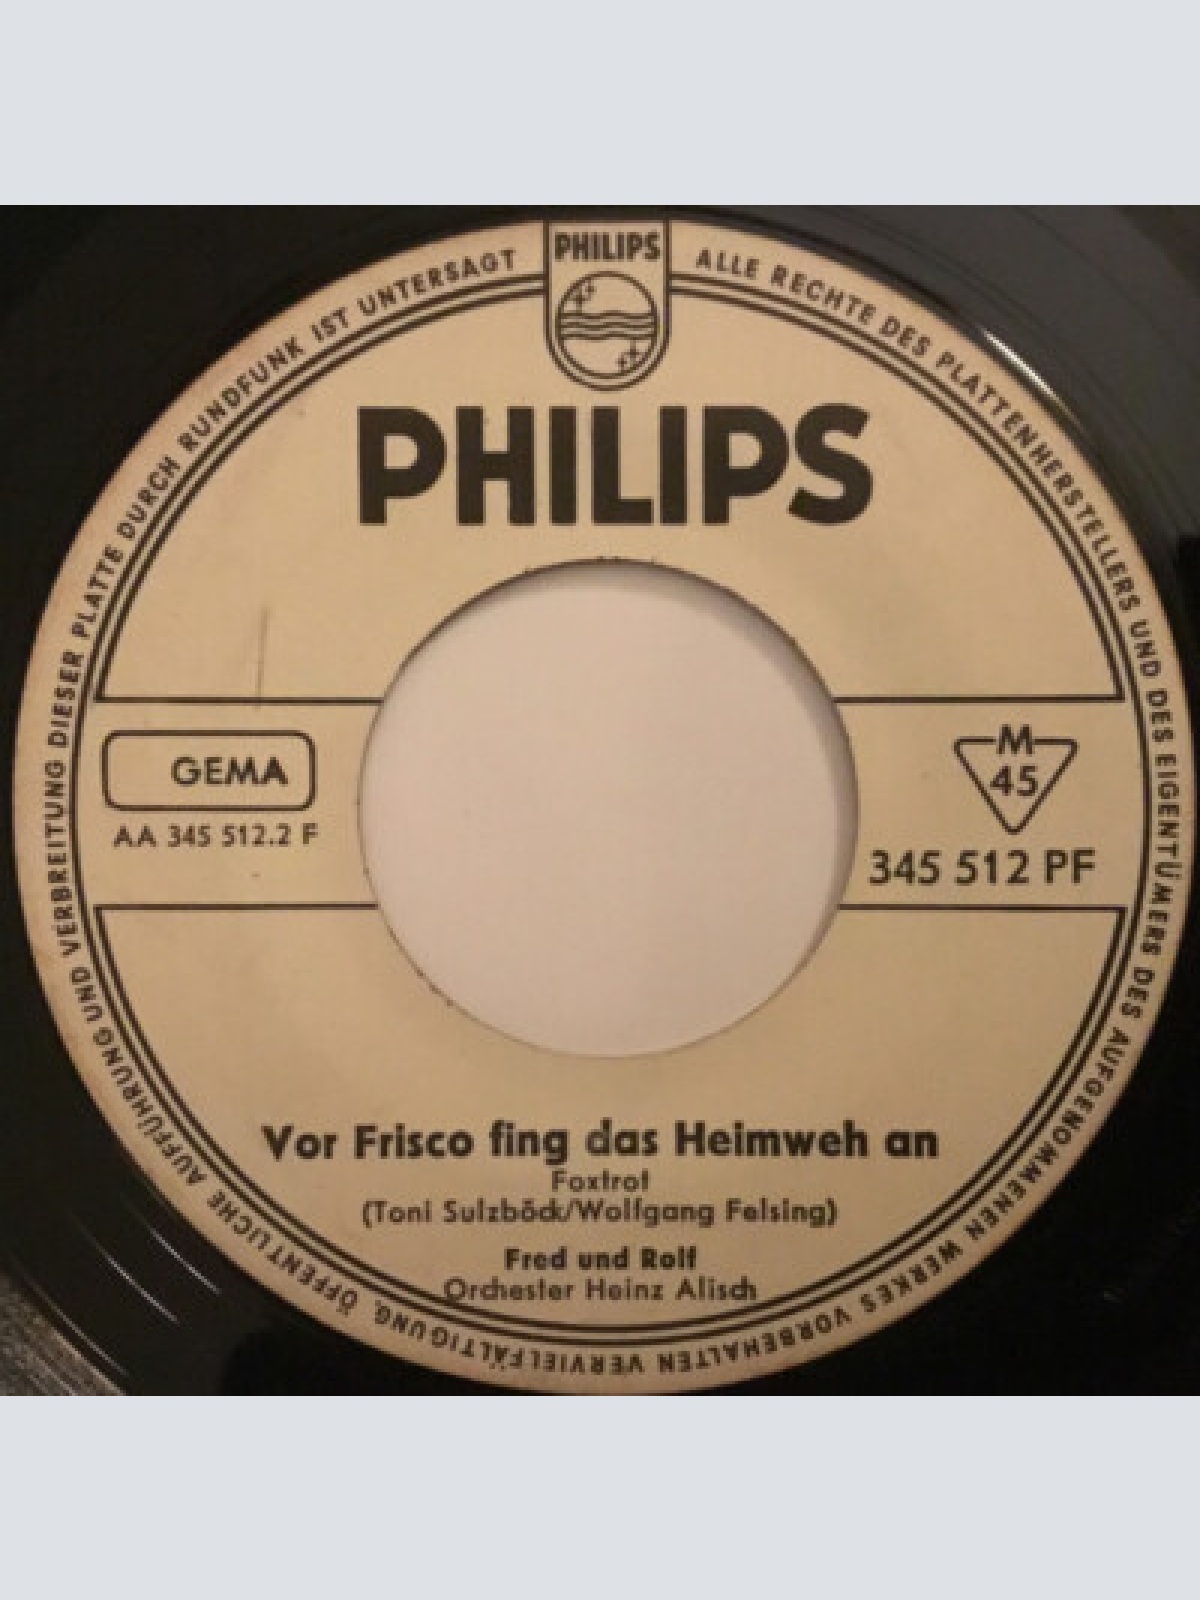 PHILIPS
ALLE RECHTE DES PLATTENHERSTELLERS UND DES EIGENTÜMERS DES AUFGENOMMENEN WERKES VORBEHALTEN VERVIELFÄLTIGUNG, ÖFFENTLICHE AUFFÜHRUNG UND VERBREITUNG DIESER PLATTE DURCH RUNDFUNK IST UNTERSAGT
PHILIPS
GEMA
AA 345 512.2 F
M
45
345 512 PF
Vor Frisco fing das Heimweh an
Foxtrot
(Toni Sulzböck/Wolfgang Felsing)
Fred und Rolf
Orchester Heinz Alisch